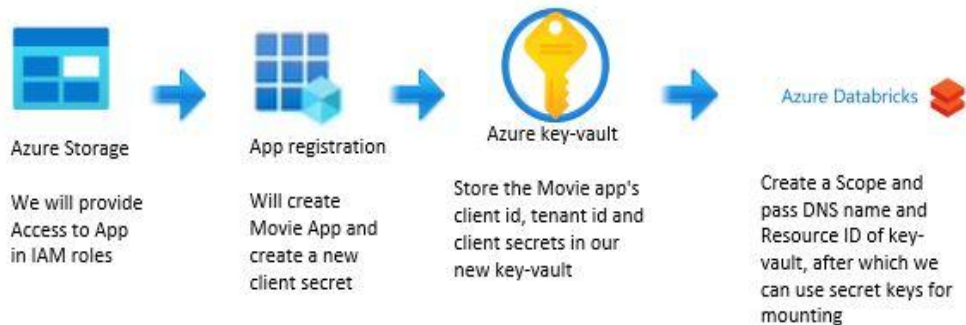 Azure Storage
We will provide
Access to App
in IAM roles
App registration
Will create
Movie App and
create a new
client secret
Azure key-vault
Store the Movie app's
client id, tenant id and
client secrets in our
new key-vault
Azure Databricks
Create a Scope and
pass DNS name and
Resource ID of key-
vault, after which we
can use secret keys for
mounting